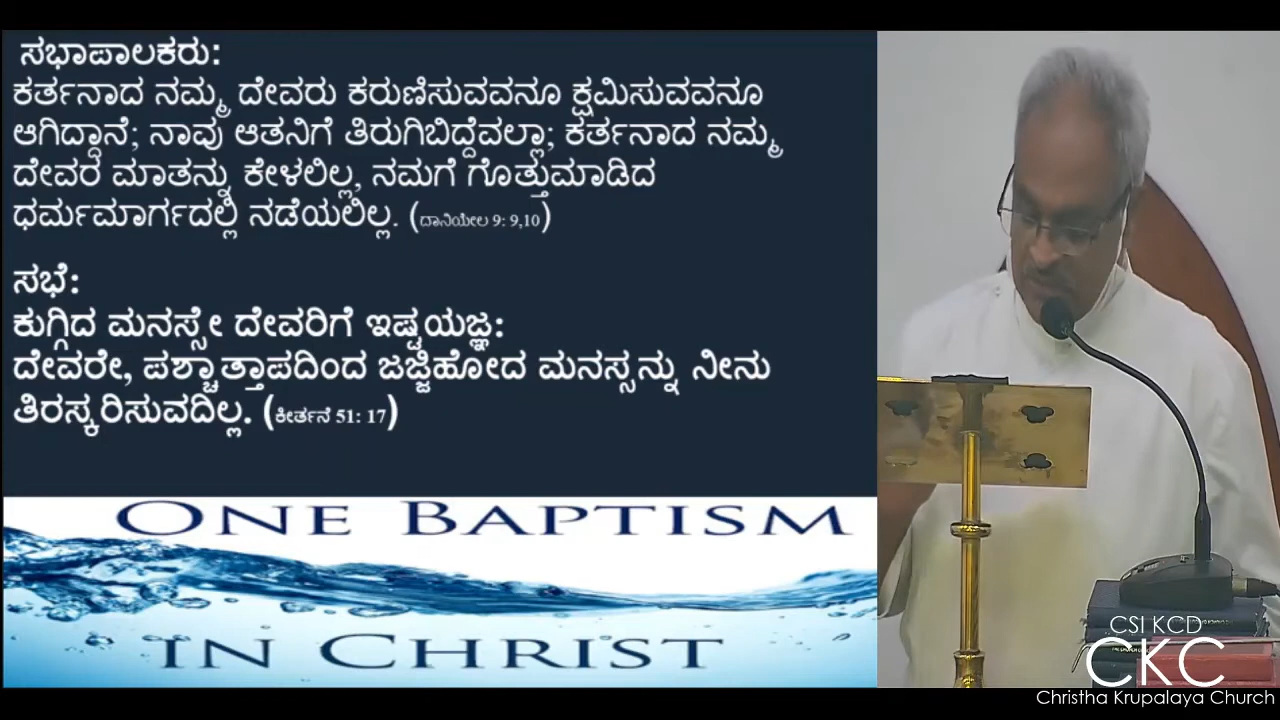 ಸಭಾಪಾಲಕರು:
ಕರ್ತನಾದ ನಮ್ಮ ದೇವರು ಕರುಣಿಸುವವನೂ ಕ್ಷಮಿಸುವವನೂ
ಆಗಿದ್ದಾನೆ; ನಾವು ಆತನಿಗೆ ತಿರುಗಿಬಿದ್ದೆವಲ್ಲಾ; ಕರ್ತನಾದ ನಮ್ಮ
ದೇವರ ಮಾತನ್ನು ಕೇಳಲಿಲ್ಲ, ನಮಗೆ ಗೊತ್ತುಮಾಡಿದ
ಧರ್ಮಮಾರ್ಗದಲ್ಲಿ ನಡೆಯಲಿಲ್ಲ. (ದಾನಿಯೇಲ 9: 9,10)
ಸಭೆ:
ಕುಗ್ಗಿದ ಮನಸ್ಸೇ ದೇವರಿಗೆ ಇಷ್ಟಯಜ್ಞ:
ದೇವರೇ, ಪಶ್ಚಾತ್ತಾಪದಿಂದ ಜಜ್ಜಿಹೋದ ಮನಸ್ಸನ್ನು ನೀನು
ತಿರಸ್ಕರಿಸುವದಿಲ್ಲ. (ಕೀರ್ತನೆ 51: 17)
ONE BAPTISM
IN CHRIST
CSI KCD
CKC
Christha Krupalaya Church